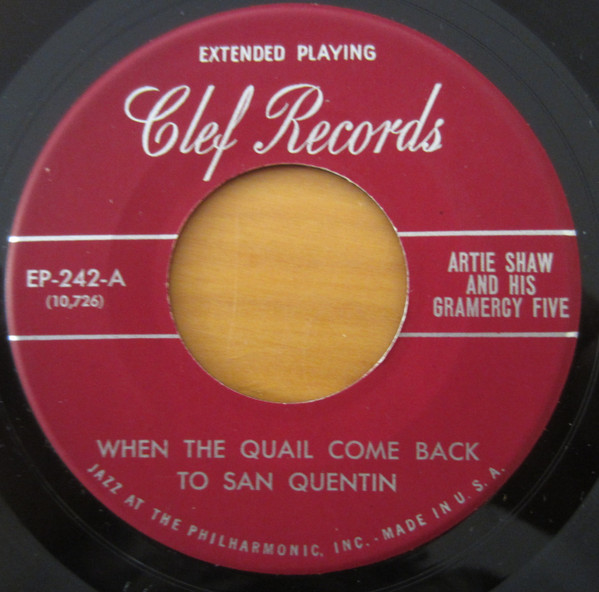 EXTENDED PLAYING
Clef Records
EP-242-A
(10,726)
ARTIE SHAW
AND HIS
GRAMERCY FIVE
WHEN THE QUAIL COME BACK
TO SAN QUENTIN
JAZZ AT THE PHILHARMONIC, INC. - MADE IN U. S. A.